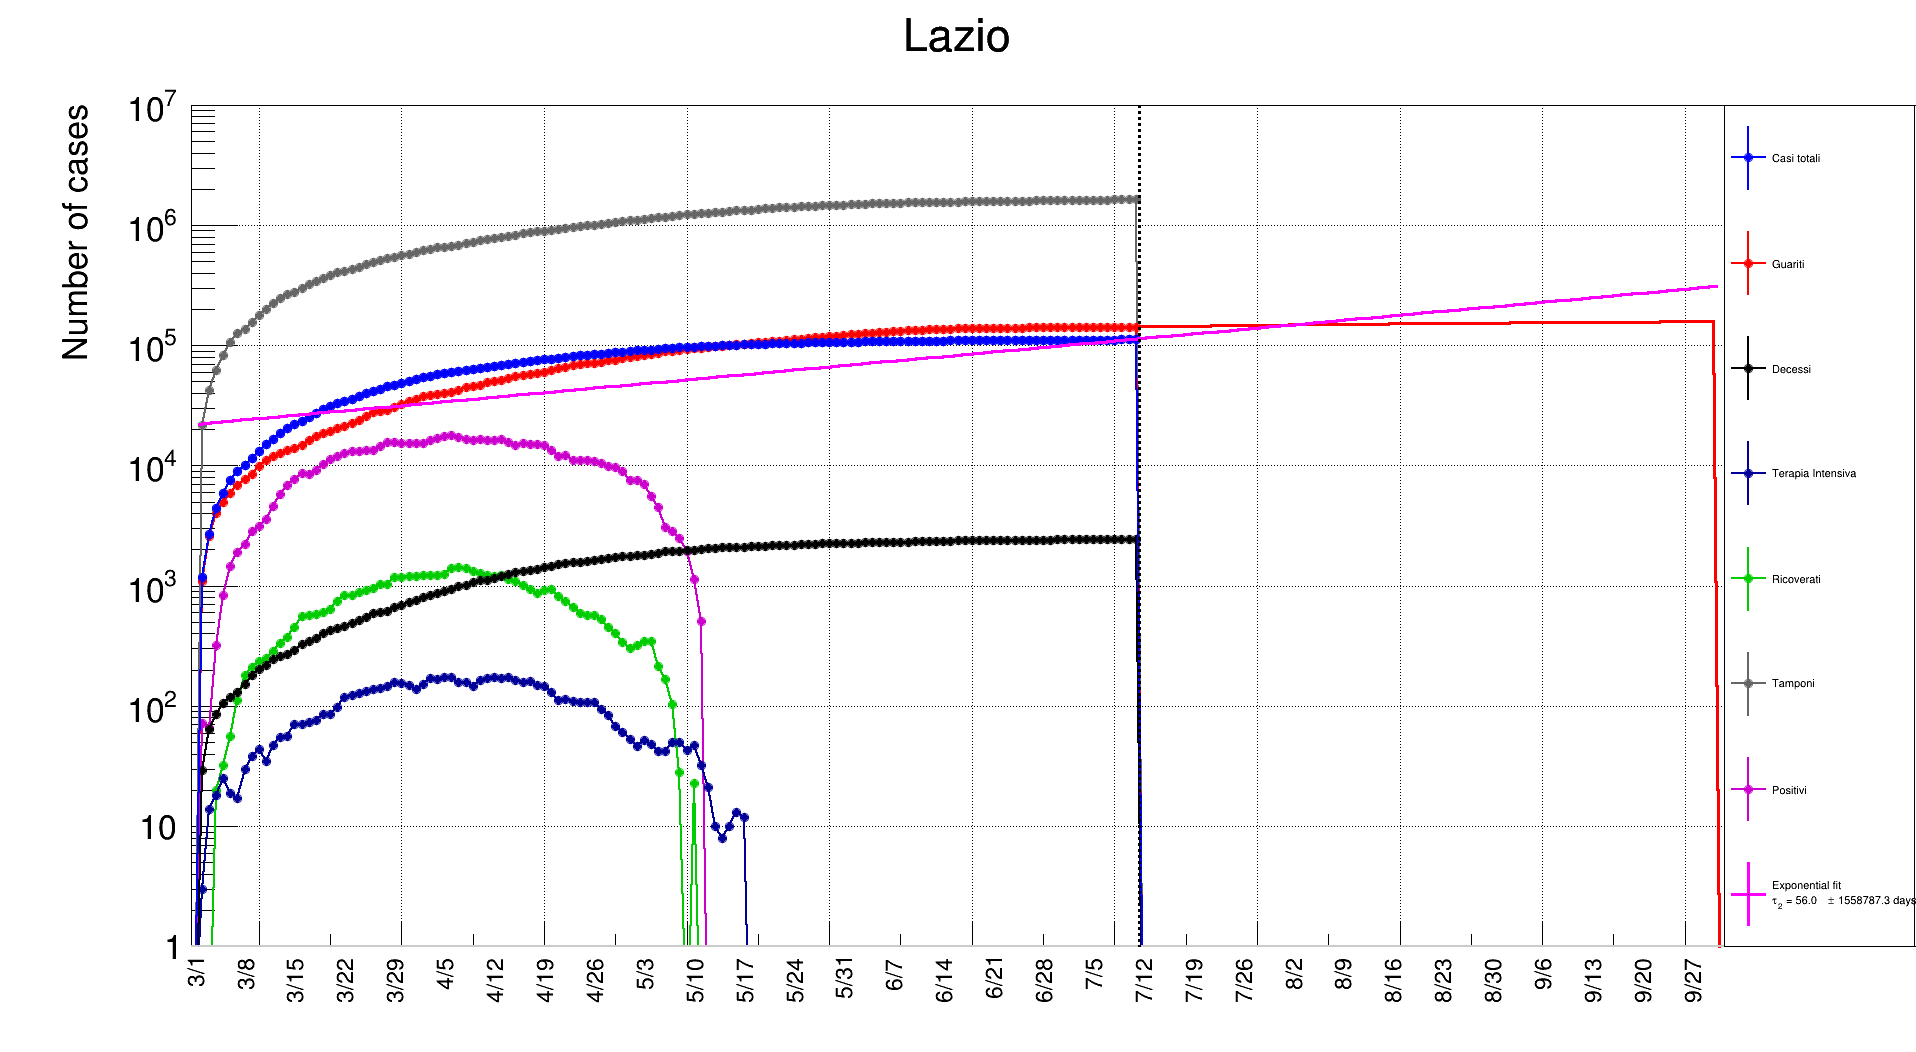 Lazio
Number of cases
10^7
10^6
10^5
10^4
10^3
10^2
10
1
3/1 3/8 3/15 3/22 3/29 4/5 4/12 4/19 4/26 5/3 5/10 5/17 5/24 5/31 6/7 6/14 6/21 6/28 7/5 7/12 7/19 7/26 8/2 8/9 8/16 8/23 8/30 9/6 9/13 9/20 9/27
Casi totali
Guariti
Decessi
Terapia Intensiva
Ricoverati
Tamponi
Positivi
Exponential fit
τ_2 = 56.0 ± 1558787.3 days